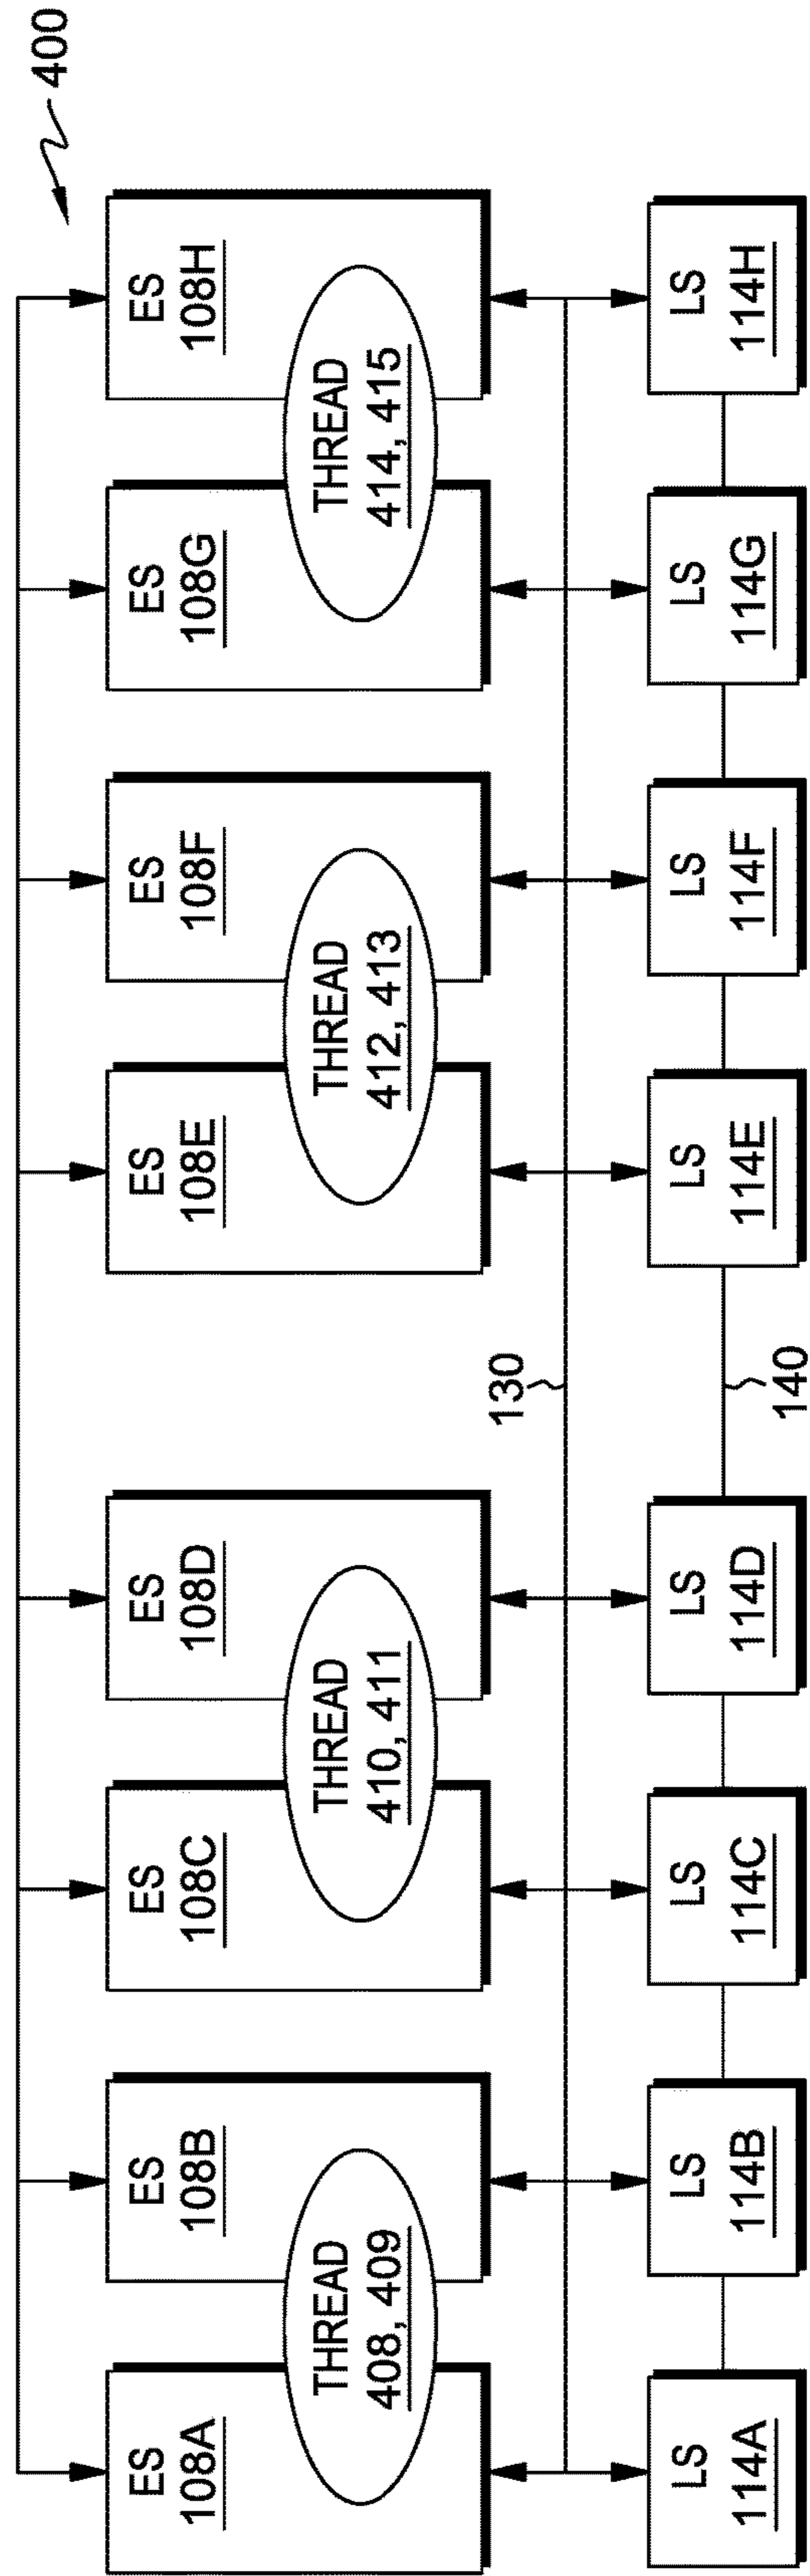 400
ES
108A
ES
108B
ES
108C
ES
108D
ES
108E
ES
108F
ES
108G
ES
108H
THREAD
408, 409
THREAD
410, 411
THREAD
412, 413
THREAD
414, 415
130
LS
114A
LS
114B
LS
114C
LS
114D
LS
114E
LS
114F
LS
114G
LS
114H
140